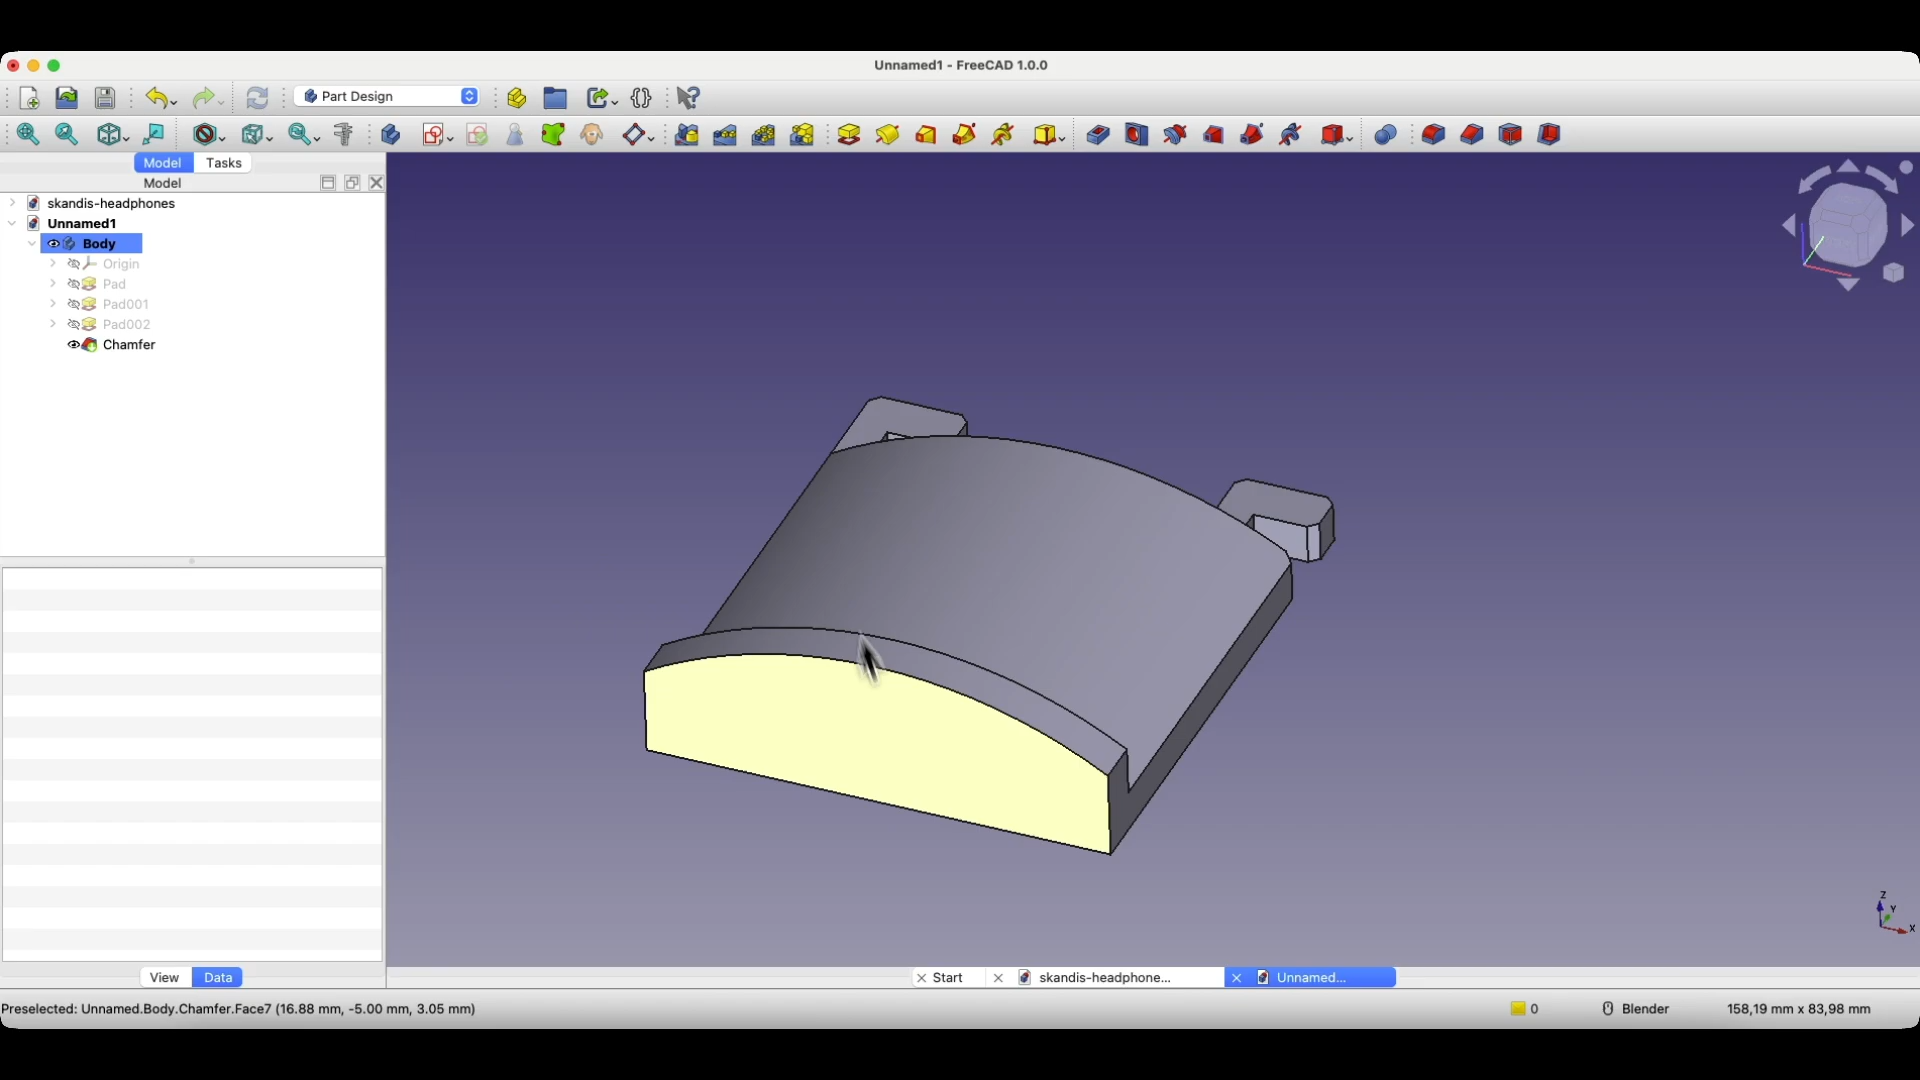 Unnamed1 - FreeCAD 1.0.0
Part Design
Model Tasks
Model
skandis-headphones
Unnamed1
Body
Origin
Pad
Pad001
Pad002
Chamfer
Z
Y
X
View Data
Start skandis-headphone... Unnamed...
Preselected: Unnamed.Body.Chamfer.Face7 (16.88 mm, -5.00 mm, 3.05 mm) 0 Blender 158,19 mm x 83,98 mm